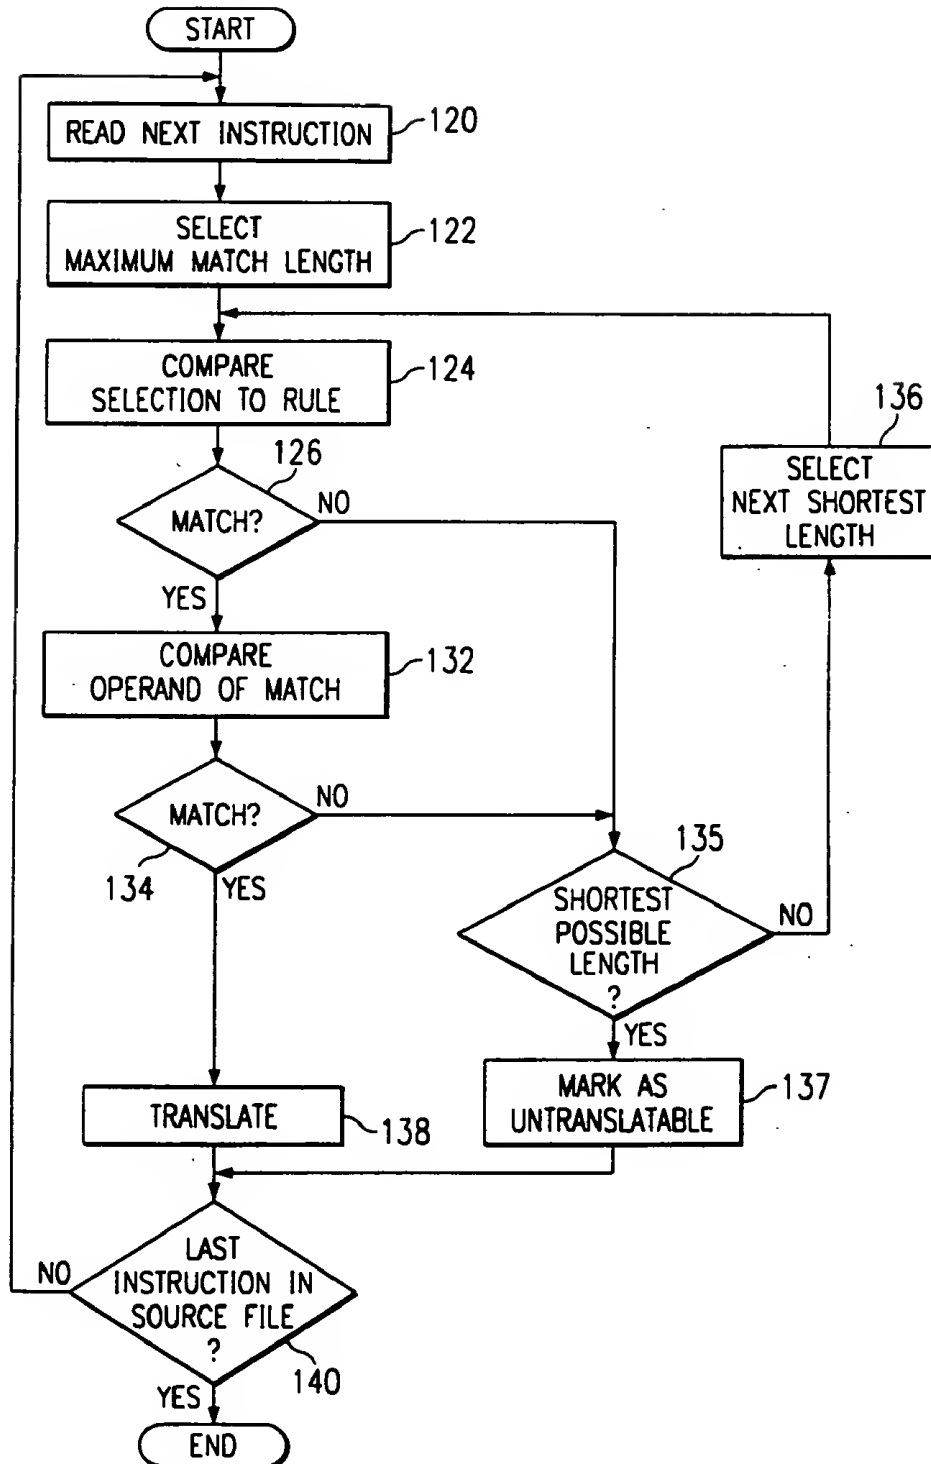 START
READ NEXT INSTRUCTION
120
SELECT
MAXIMUM MATCH LENGTH
122
COMPARE
SELECTION TO RULE
124
136
SELECT
NEXT SHORTEST
LENGTH
126
MATCH?
NO
YES
COMPARE
OPERAND OF MATCH
132
MATCH?
NO
134
YES
135
SHORTEST
POSSIBLE
LENGTH
?
NO
YES
MARK AS
UNTRANSLATABLE
137
TRANSLATE
138
LAST
INSTRUCTION IN
SOURCE FILE
?
NO
140
YES
END